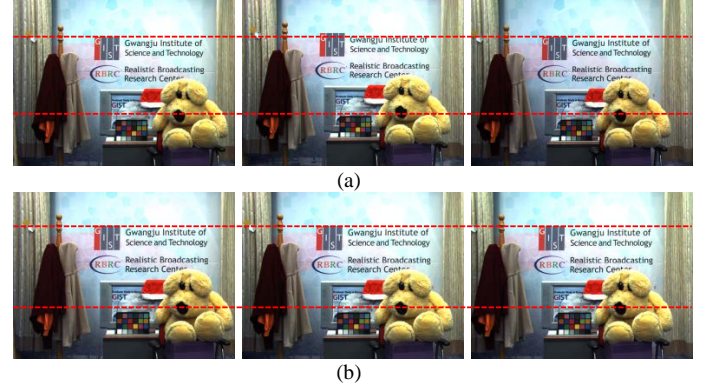 GIST
Gwangju Institute of
Science and Technology
RBRC
Realistic Broadcasting
Research Center
GIST
GIST
Gwangju Institute of
Science and Technology
RBRC
Realistic Broadcasting
Research Center
GIST
Gwangju Institute of
Science and Technology
RBRC
Realistic Broadcasting
Research Center
(a)
GIST
Gwangju Institute of
Science and Technology
RBRC
Realistic Broadcasting
Research Center
GIST
GIST
Gwangju Institute of
Science and Technology
RBRC
Realistic Broadcasting
Research Center
GIST
Gwangju Institute of
Science and Technology
RBRC
Realistic Broadcasting
Research Center
(b)